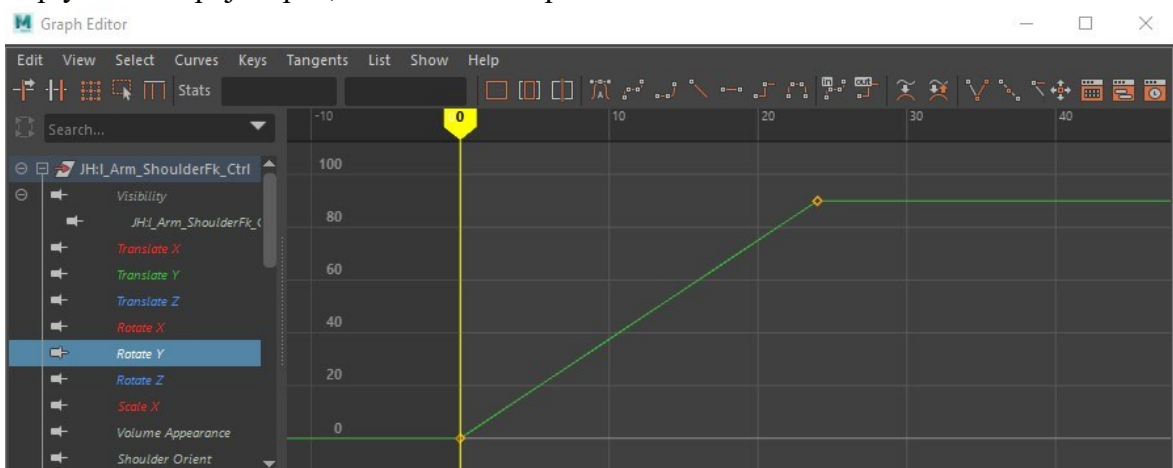 Graph Editor
Edit View Select Curves Keys Tangents List Show Help
Stats
-10 0 10 20 30 40
Search...
JH:l_Arm_ShoulderFk_Ctrl
Visibility
JH:l_Arm_ShoulderFk_(
Translate X
Translate Y
Translate Z
Rotate X
Rotate Y
Rotate Z
Scale X
Volume Appearance
Shoulder Orient
100
80
60
40
20
0